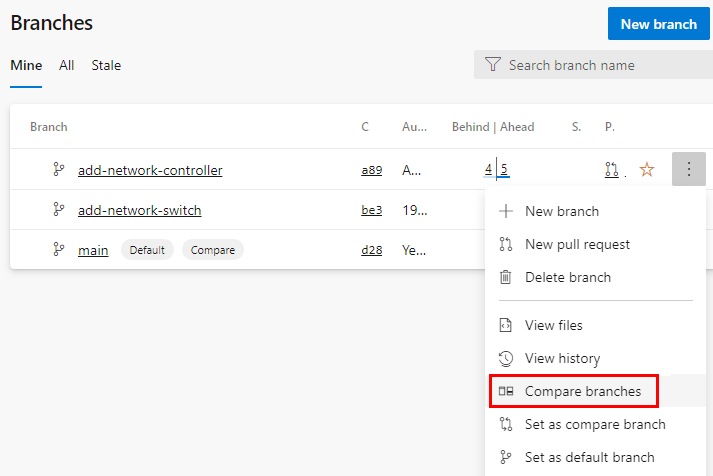 Branches
New branch
Mine All Stale
Search branch name
Branch C Au... Behind | Ahead S. P.
add-network-controller a89 A... 4 5 .
add-network-switch be3 19...
main Default Compare d28 Ye...
New branch
New pull request
Delete branch
View files
View history
Compare branches
Set as compare branch
Set as default branch